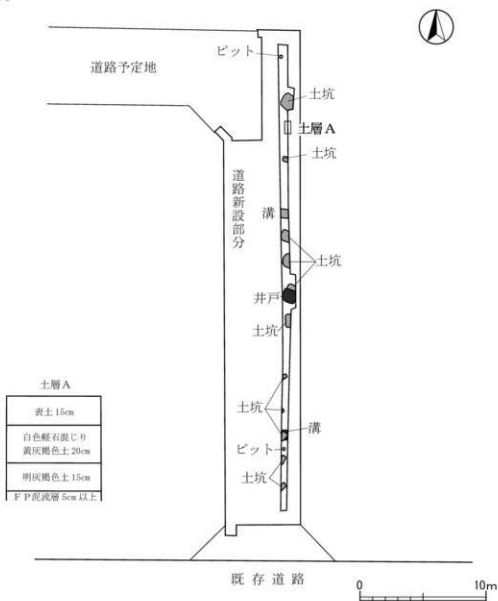 ピット
道路予定地
土坑
土層A
土坑
道路新設部分
溝
土坑
井戸
土坑
土層A
表土15cm
白色軽石混じり
黄灰褐色土20cm
明灰褐色土15cm
FP泥流層5cm以上
土坑
溝
ピット
土坑
既存道路
0 10m